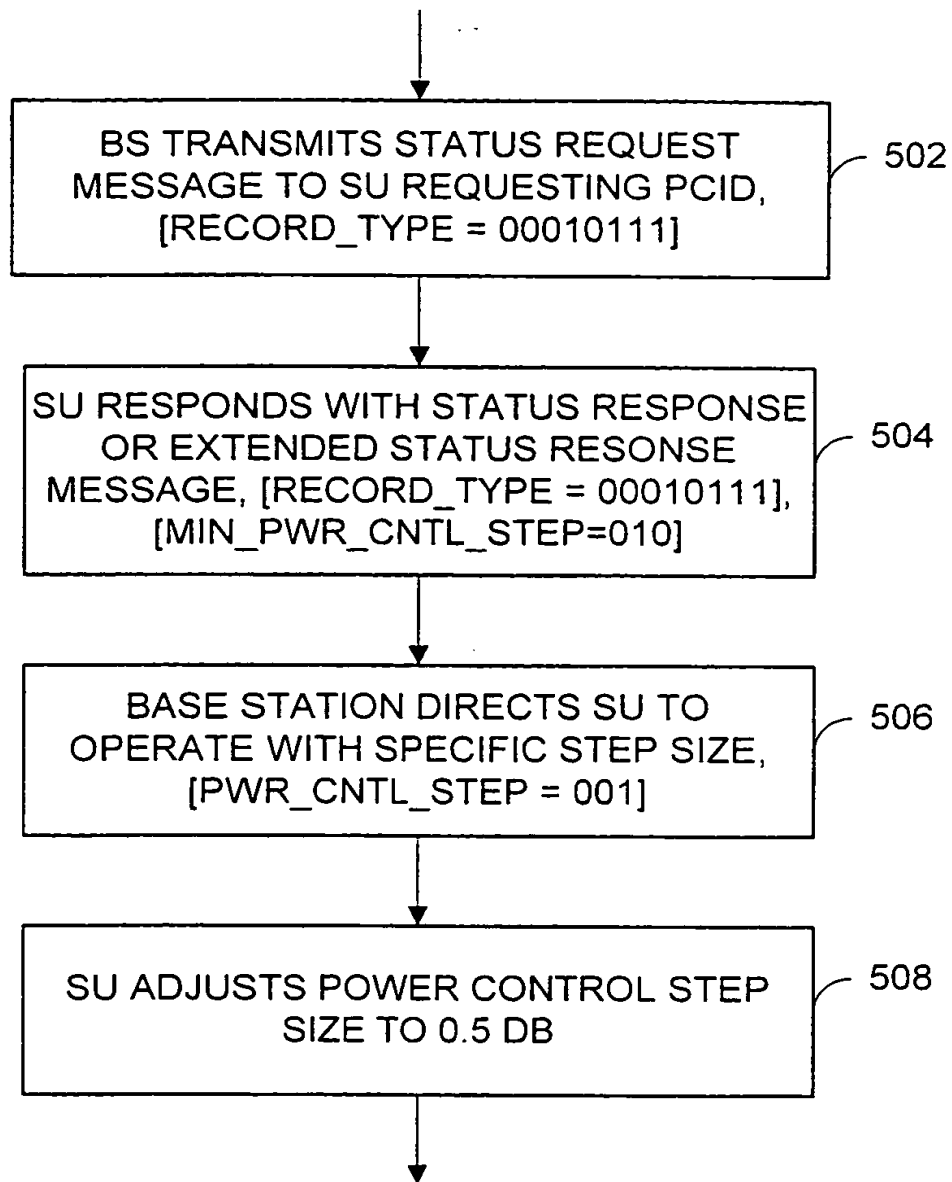 BS TRANSMITS STATUS REQUEST
MESSAGE TO SU REQUESTING PCID,
[RECORD_TYPE = 00010111]
502
SU RESPONDS WITH STATUS RESPONSE
OR EXTENDED STATUS RESONSE
MESSAGE, [RECORD_TYPE = 00010111],
[MIN_PWR_CNTL_STEP=010]
504
BASE STATION DIRECTS SU TO
OPERATE WITH SPECIFIC STEP SIZE,
[PWR_CNTL_STEP = 001]
506
SU ADJUSTS POWER CONTROL STEP
SIZE TO 0.5 DB
508